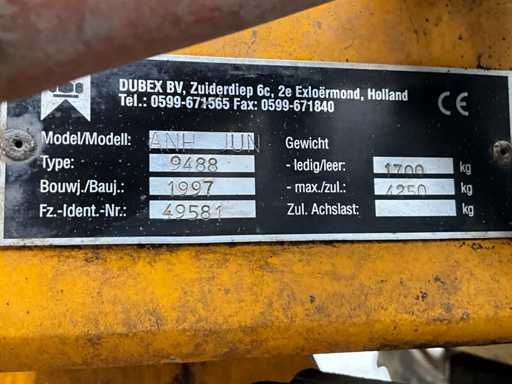 DUBEX BV, Zuiderdiep 6c, 2e Exloërmond, Holland
Tel.: 0599-671565 Fax: 0599-671840
CE
Model/Modell: ANH JUN
Type: 9488
Bouwj./Bauj.: 1997
Fz.-Ident.-Nr.: 49581
Gewicht
- ledig/leer: 1700 kg
- max./zul.: 4250 kg
Zul. Achslast: kg